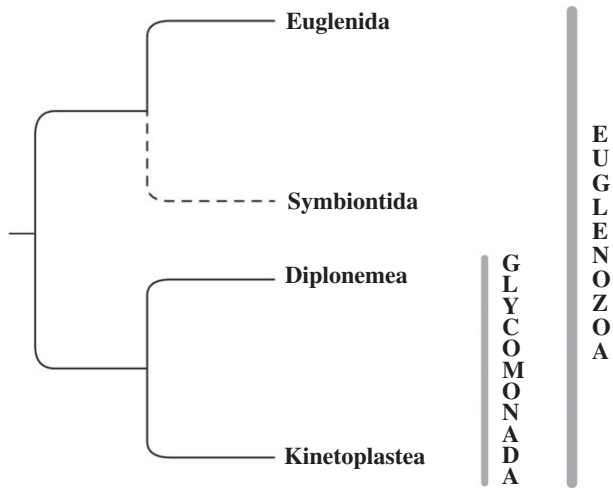 Euglenida
Symbiontida
Diplonemea
Kinetoplastea
GLYCOMONADA
EUGLENOZOA